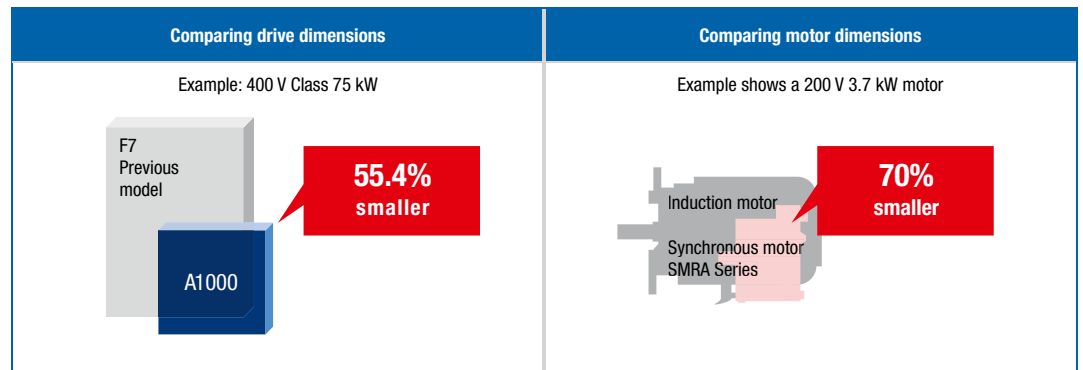 Comparing drive dimensions
Example: 400 V Class 75 kW
F7
Previous
model
55.4%
smaller
A1000
Comparing motor dimensions
Example shows a 200 V 3.7 kW motor
Induction motor
70%
smaller
Synchronous motor
SMRA Series